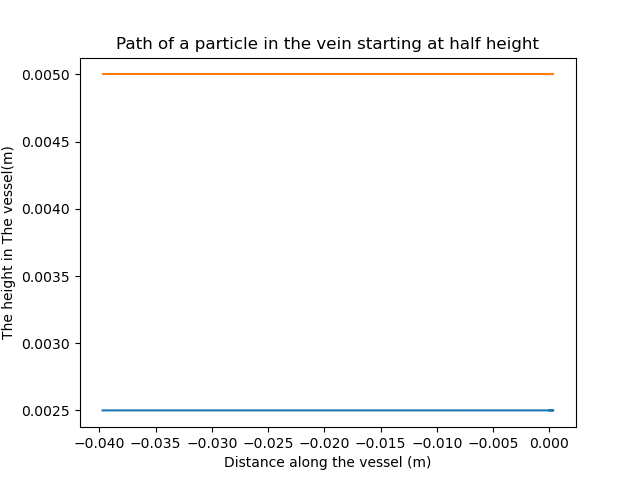 Path of a particle in the vein starting at half height
0.0050
0.0045
0.0040
0.0035
0.0030
0.0025
The height in The vessel(m)
−0.040 −0.035 −0.030 −0.025 −0.020 −0.015 −0.010 −0.005 0.000
Distance along the vessel (m)